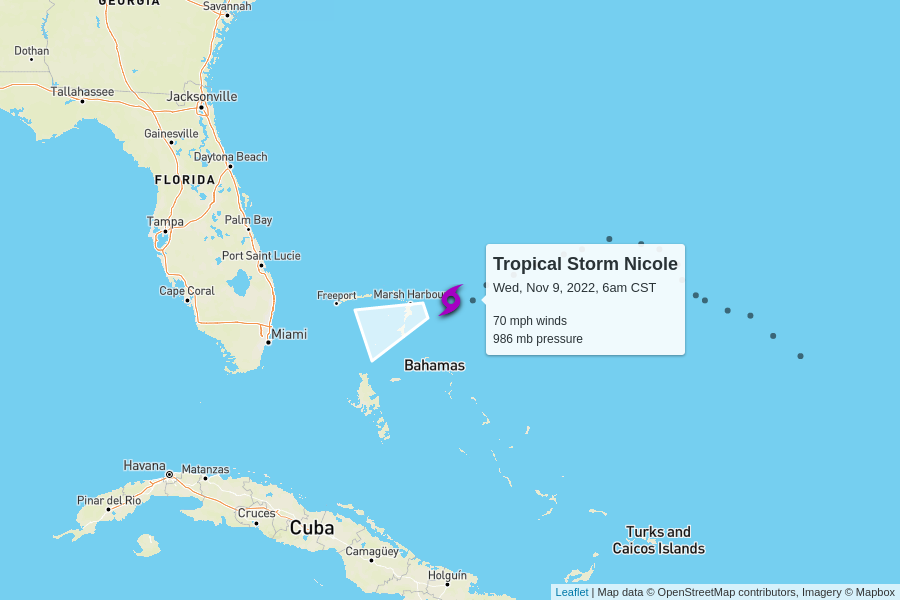 GEORGIA
Savannah
Dothan
Tallahassee
Jacksonville
Gainesville
Daytona Beach
FLORIDA
Tampa
Palm Bay
Port Saint Lucie
Cape Coral
Freeport
Marsh Harbour
Miami
Bahamas
Tropical Storm Nicole
Wed, Nov 9, 2022, 6am CST
70 mph winds
986 mb pressure
Havana
Matanzas
Pinar del Río
Cruces
Cuba
Camagüey
Holguín
Turks and
Caicos Islands
Leaflet | Map data © OpenStreetMap contributors, Imagery © Mapbox